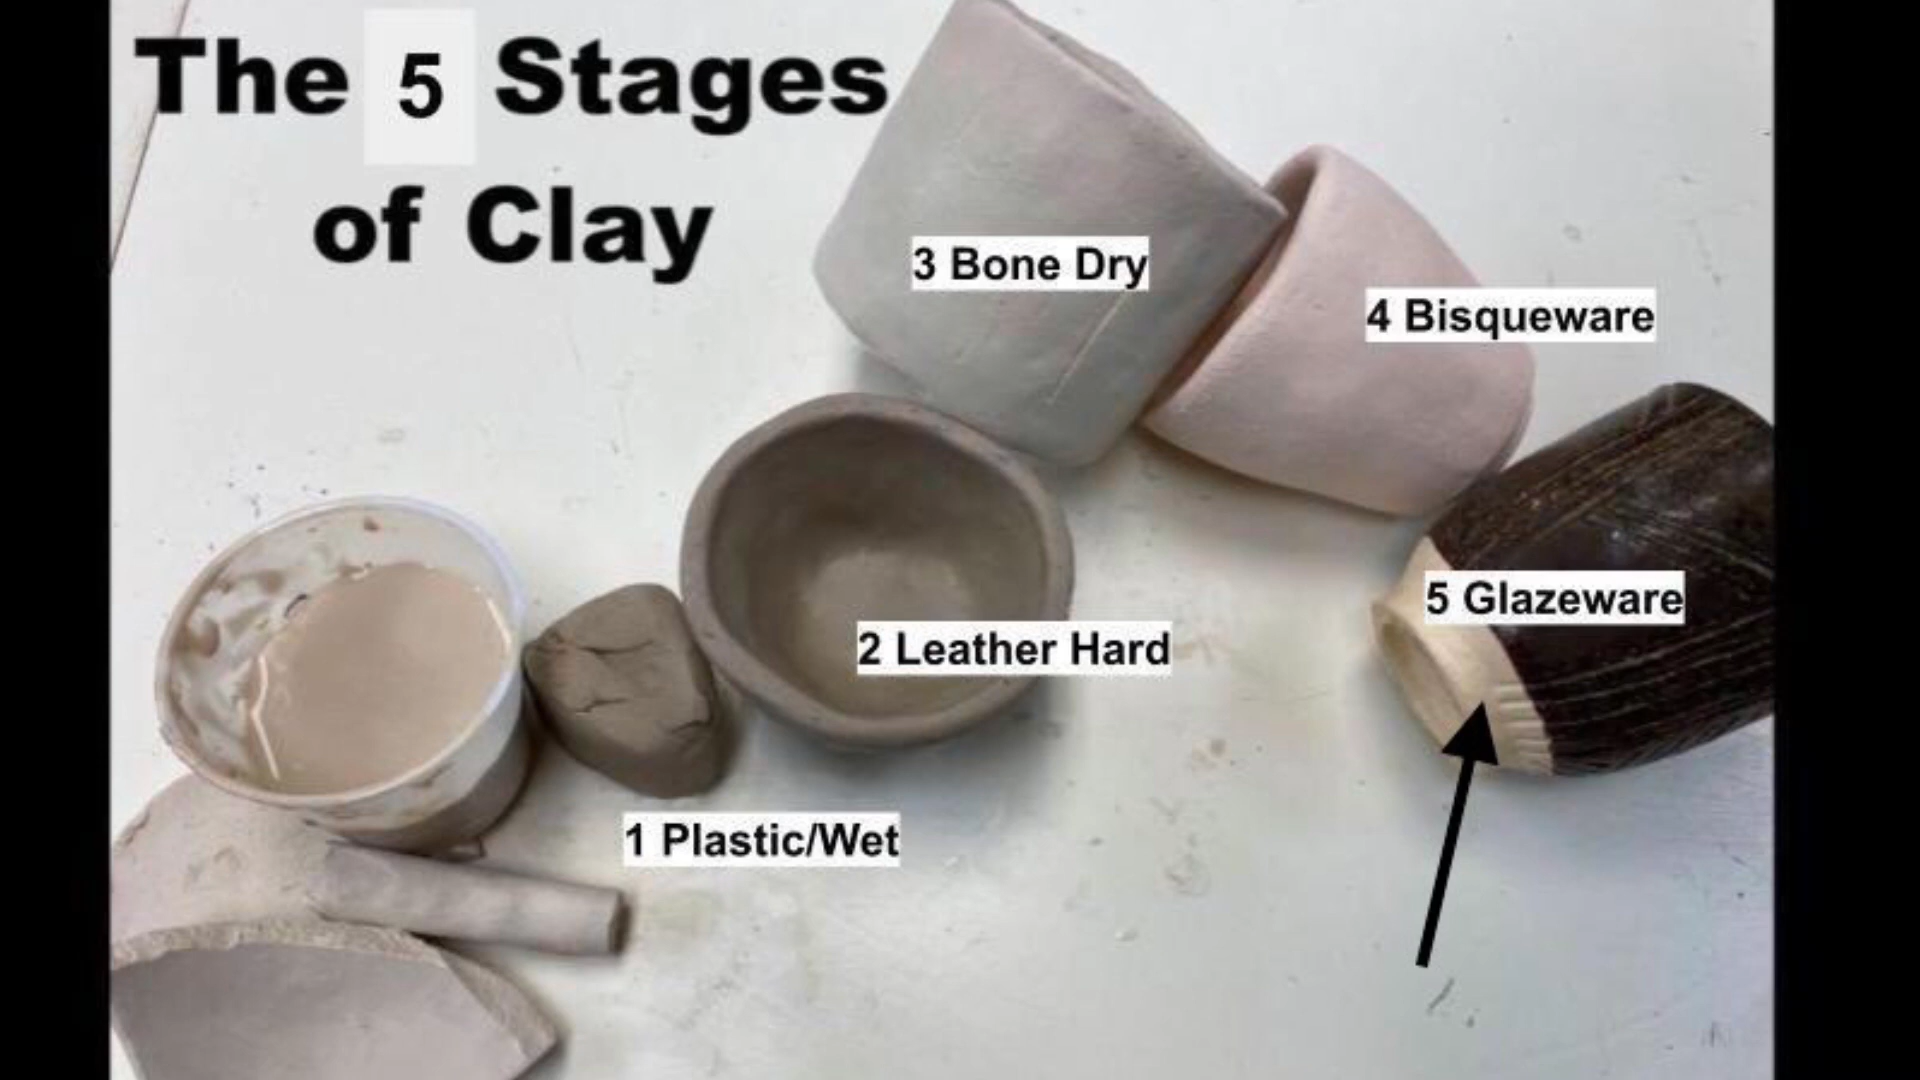 The 5 Stages
of Clay
3 Bone Dry
4 Bisqueware
5 Glazeware
2 Leather Hard
1 Plastic/Wet